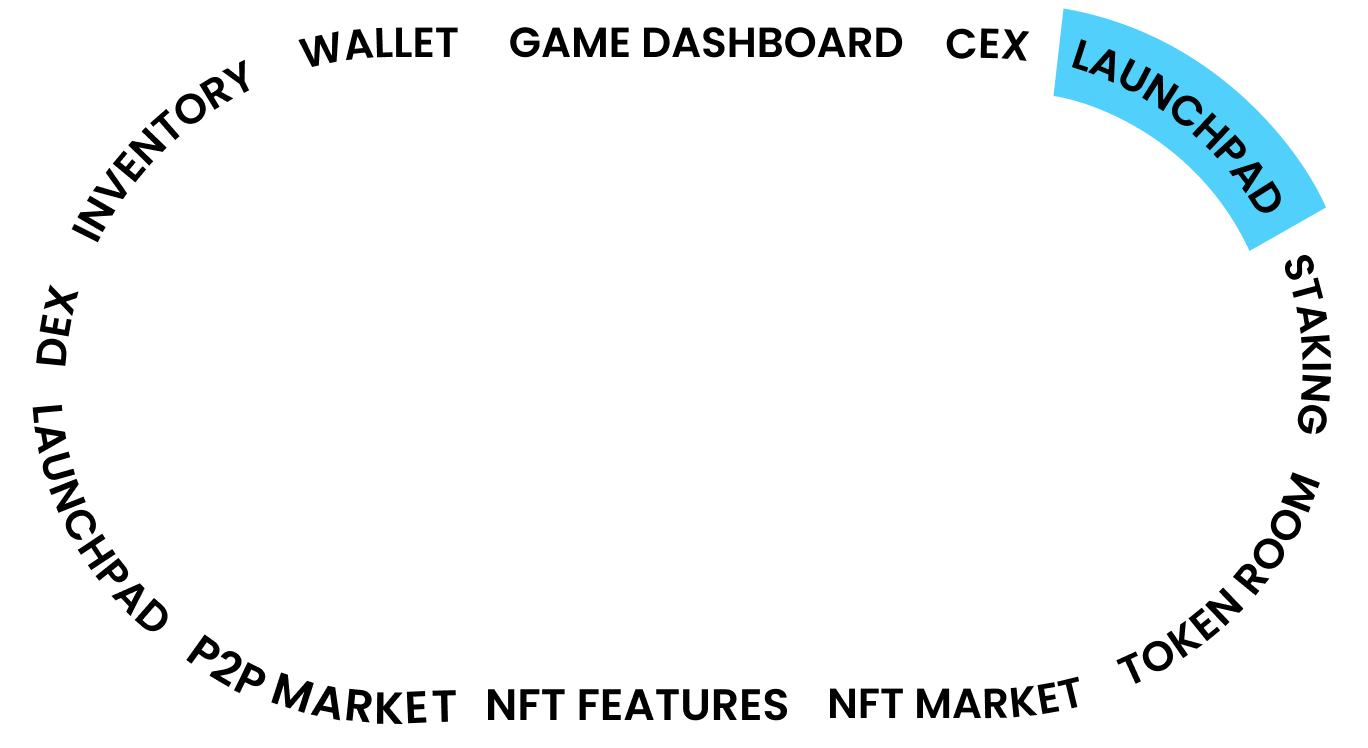 WALLET
GAME DASHBOARD
CEX
LAUNCHPAD
STAKING
TOKEN ROOM
NFT MARKET
NFT FEATURES
P2P MARKET
LAUNCHPAD
DEX
INVENTORY